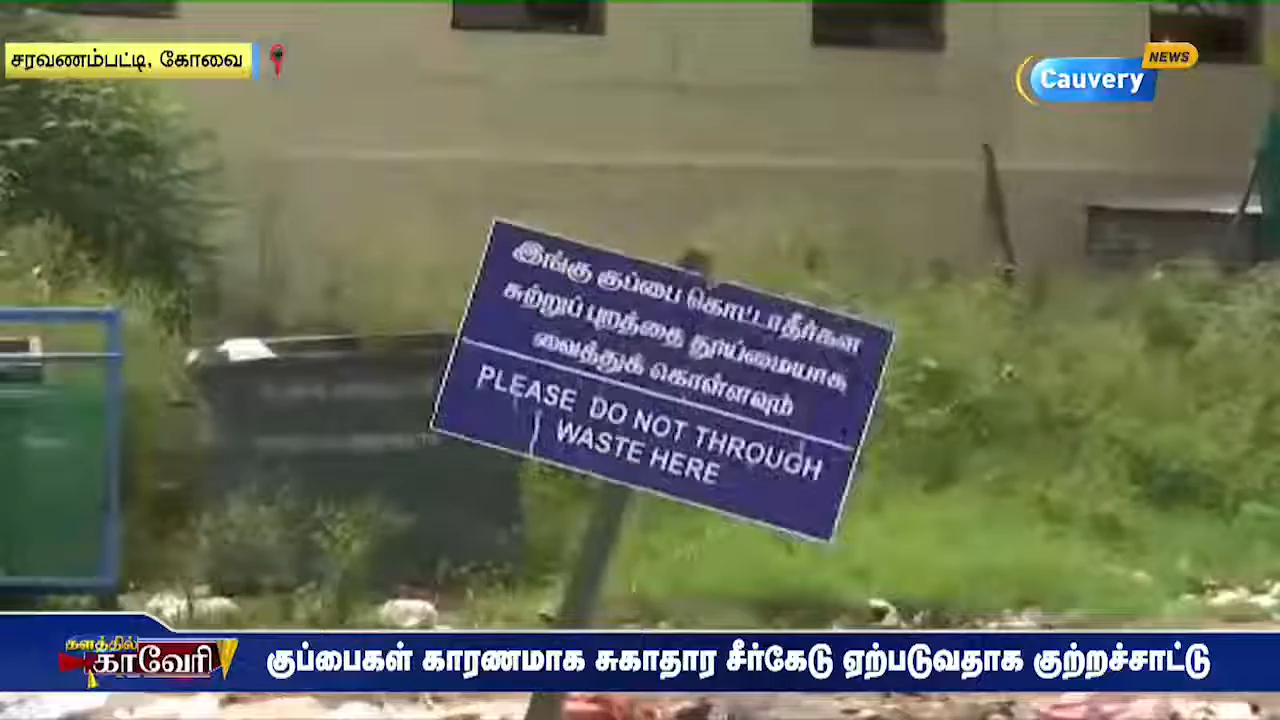 சரவணம்பட்டி, கோவை
Cauvery NEWS
இங்கு குப்பை கொட்டாதீர்கள
சுற்றுப் புறத்தை தூய்மையாக
வைத்துக் கொள்ளவும்
PLEASE DO NOT THROUGH
WASTE HERE
களத்தில்
காவேரி
குப்பைகள் காரணமாக சுகாதார சீர்கேடு ஏற்படுவதாக குற்றச்சாட்டு